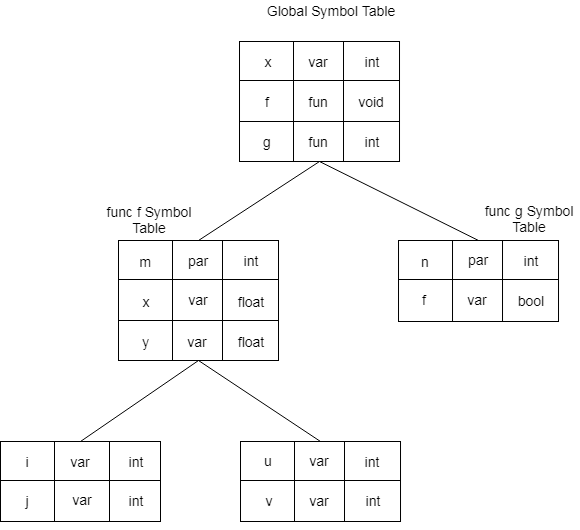 Global Symbol Table
x var int
f fun void
g fun int
func f Symbol
Table
m par int
x var float
y var float
func g Symbol
Table
n par int
f var bool
i var int
j var int
u var int
v var int